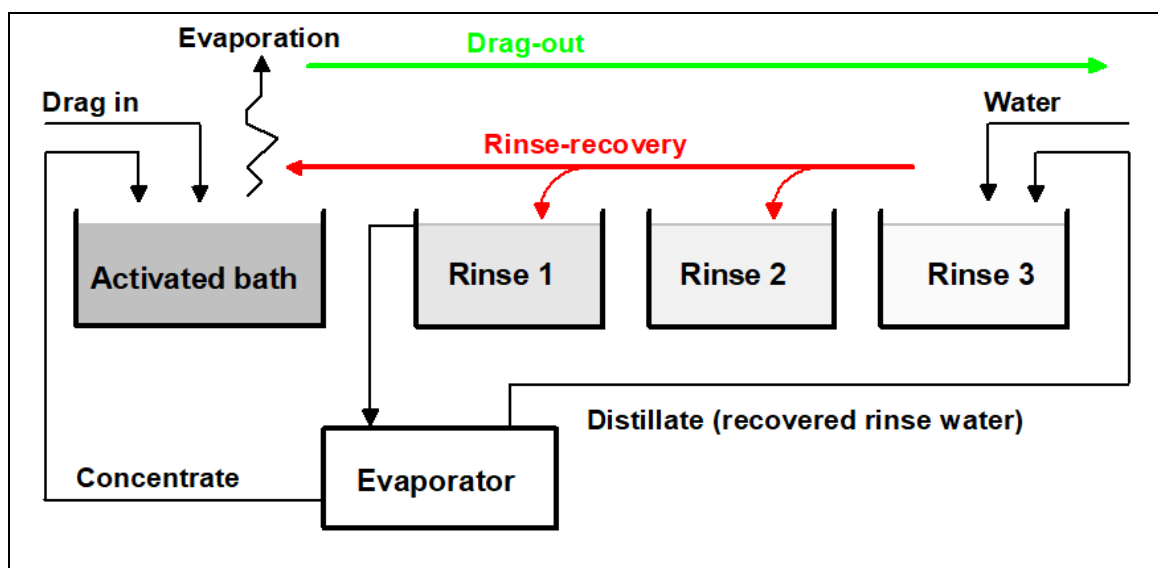 Evaporation
Drag-out
Drag in
Water
Rinse-recovery
Activated bath
Rinse 1
Rinse 2
Rinse 3
Distillate (recovered rinse water)
Concentrate
Evaporator